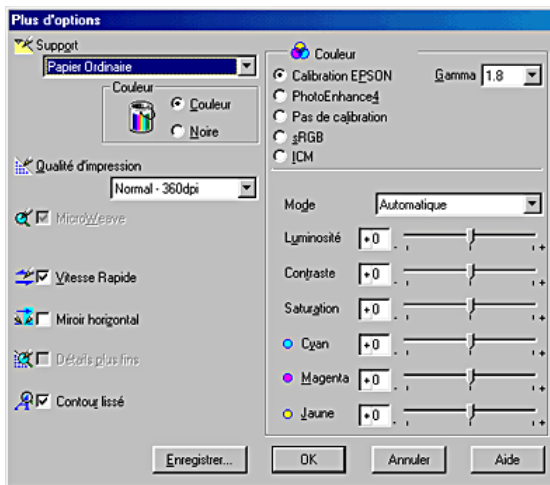 Plus d'options
Support
Papier Ordinaire
Couleur
Couleur
Noire
Qualité d'impression
Normal - 360dpi
MicroWeave
Vitesse Rapide
Miroir horizontal
Détails plus fins
Contour lissé
Couleur
Calibration EPSON
Gamma 1.8
PhotoEnhance4
Pas de calibration
sRGB
ICM
Mode Automatique
Luminosité +0 - +
Contraste +0 - +
Saturation +0 - +
Cyan +0 - +
Magenta +0 - +
Jaune +0 - +
Enregistrer... OK Annuler Aide